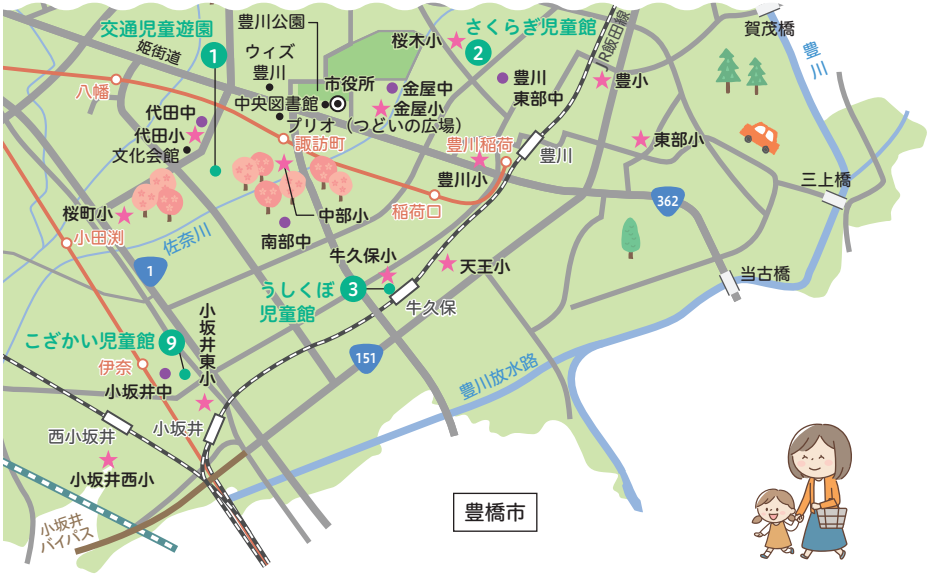 交通児童遊園
1
姫街道
豊川公園
ウィズ
豊川
市役所
中央図書館
プリオ（つどいの広場）
桜木小
さくらぎ児童館
2
JR飯田線
賀茂橋
豊川
八幡
代田中
代田小
文化会館
金屋中
金屋小
豊川
東部中
豊小
諏訪町
豊川稲荷
豊川
東部小
豊川小
三上橋
稲荷口
362
桜町小
中部小
小田渕
佐奈川
南部中
1
牛久保小
天王小
当古橋
うしくぼ
児童館
3
牛久保
こざかい児童館
9
小坂井東小
151
伊奈
小坂井中
豊川放水路
西小坂井
小坂井
小坂井西小
小坂井
バイパス
豊橋市